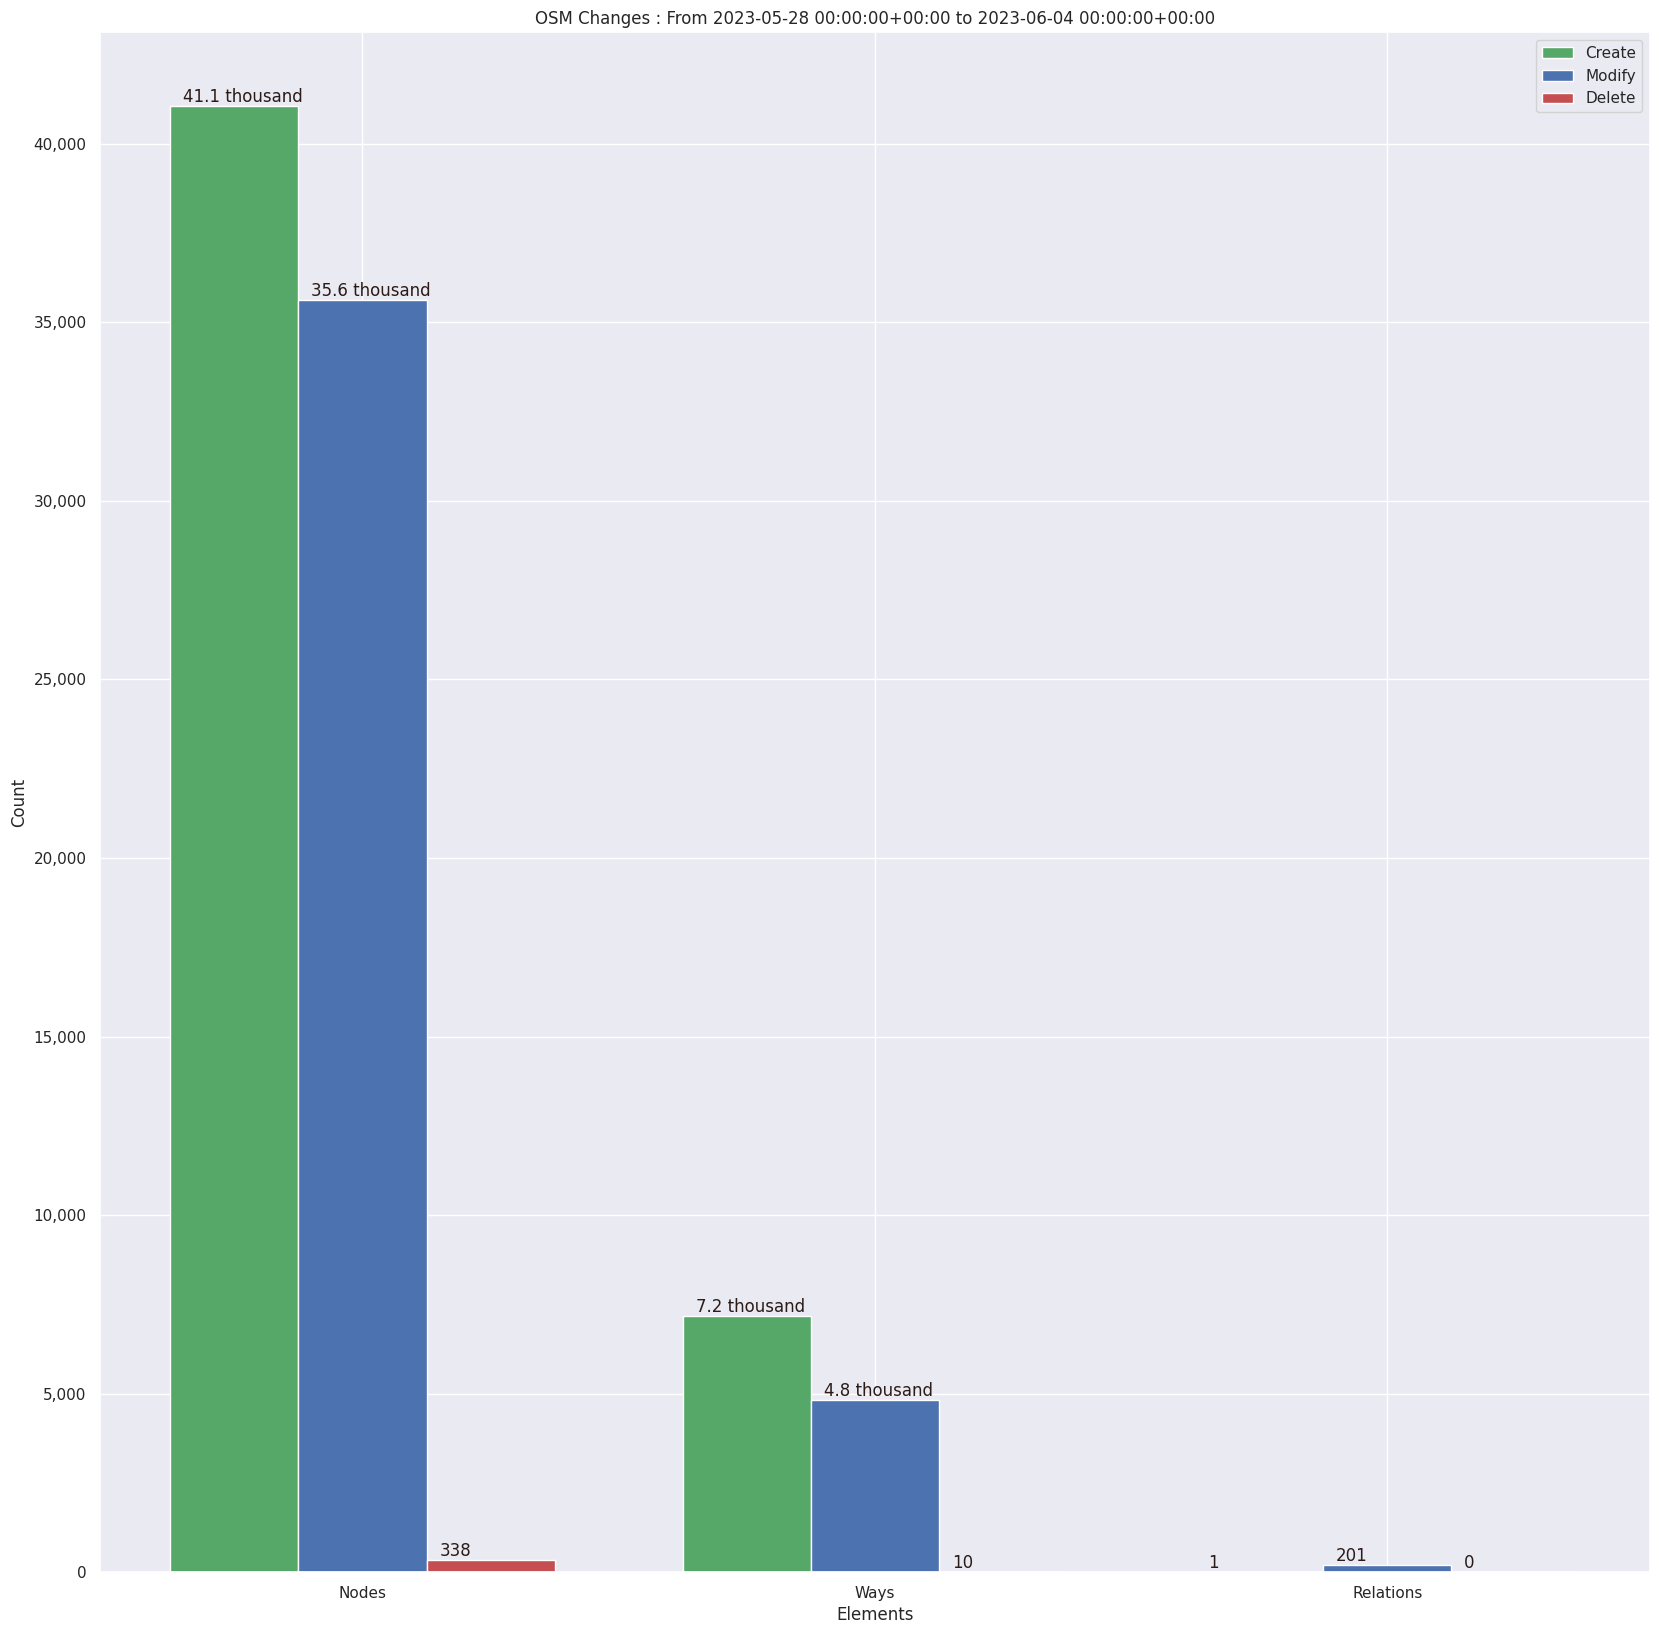 OSM Changes : From 2023-05-28 00:00:00+00:00 to 2023-06-04 00:00:00+00:00
Create
Modify
Delete
41.1 thousand
40,000
35.6 thousand
35,000
30,000
25,000
Count
20,000
15,000
10,000
7.2 thousand
5,000
4.8 thousand
338
10
1
201
0
0
Nodes
Ways
Relations
Elements